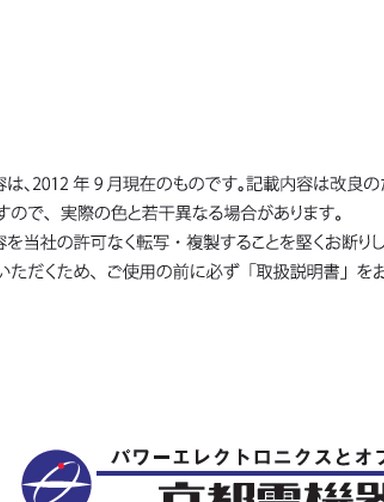 容は、2012 年 9 月現在のものです。記載内容は改良の
すので、実際の色と若干異なる場合があります。
容を当社の許可なく転写・複製することを堅くお断りし
いただくため、ご使用の前に必ず「取扱説明書」をお
パワーエレクトロニクスとオプ
京都電機器